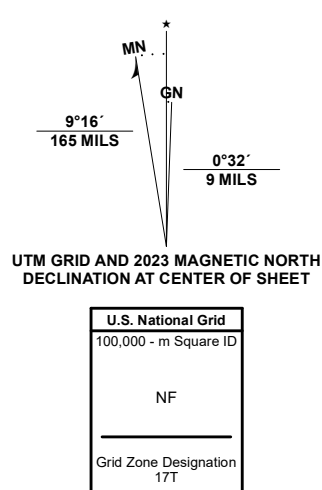 MN
GN
9°16´
165 MILS
0°32´
9 MILS
UTM GRID AND 2023 MAGNETIC NORTH
DECLINATION AT CENTER OF SHEET
U.S. National Grid
100,000 - m Square ID
NF
Grid Zone Designation
17T